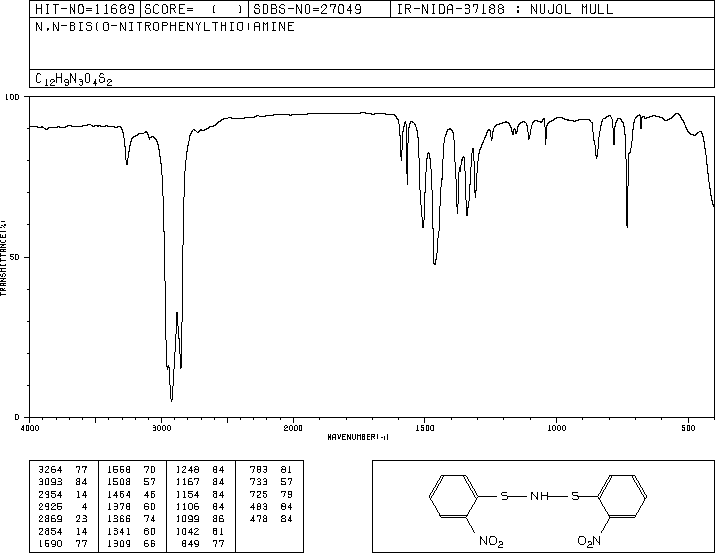 HIT-NO=11689 SCORE= ( ) SDBS-NO=27049 IR-NIDA-37188 : NUJOL MULL
N,N-BIS(O-NITROPHENYLTHIO)AMINE
C12H9N3O4S2
100
50
0
TRANSMITTANCE(%)
4000 3000 2000 1500 1000 500
WAVENUMBER(-1)
3264 77 1568 70 1248 84 783 81
3093 84 1508 57 1167 84 733 57
2954 14 1464 46 1154 84 725 79
2925 4 1378 60 1106 84 483 84
2869 23 1366 74 1099 86 478 84
2854 14 1341 60 1042 81
1590 77 1309 66 849 77
S NH S
NO2 O2N